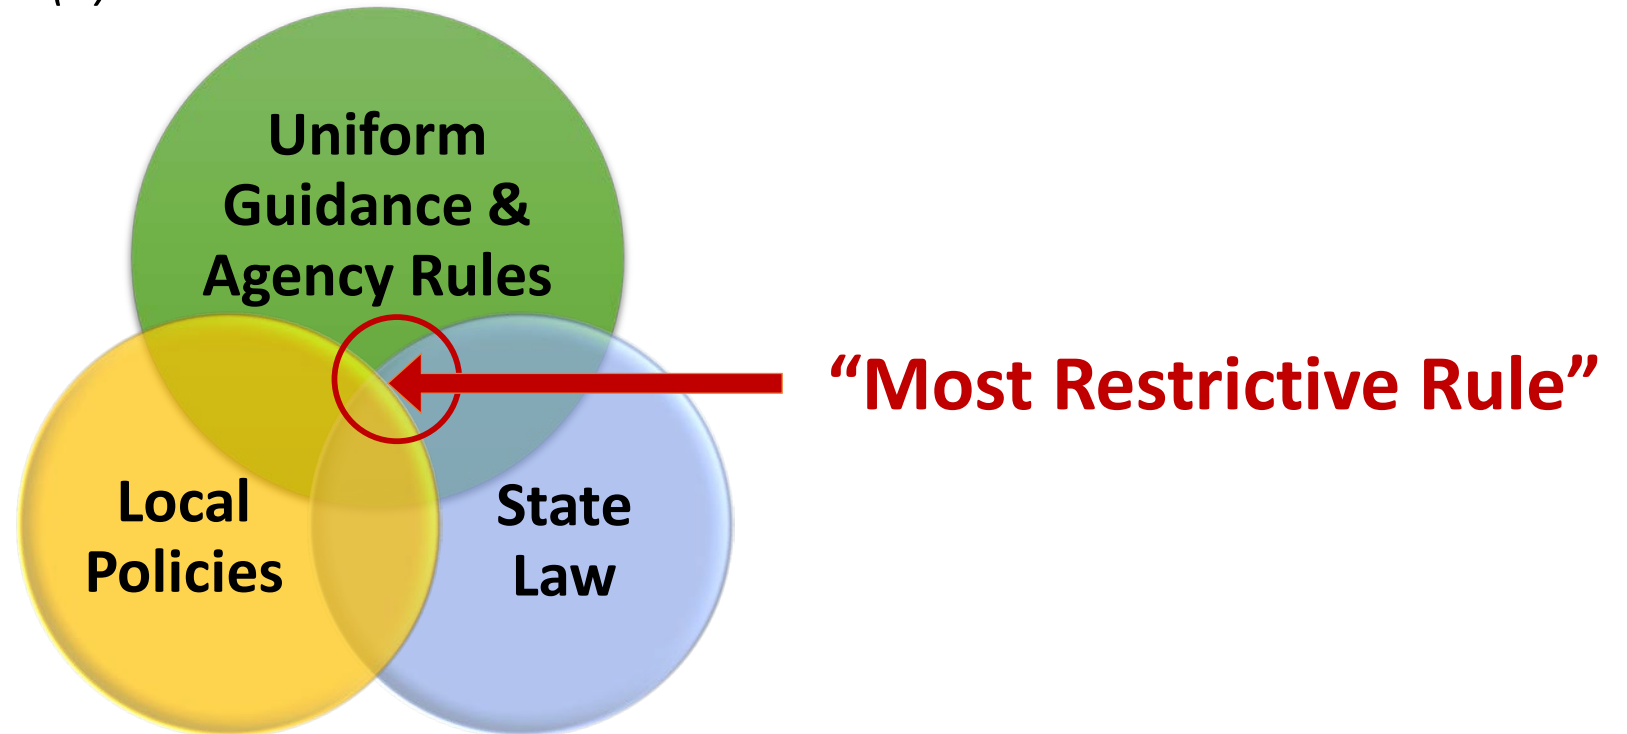 Uniform
Guidance &
Agency Rules
“Most Restrictive Rule”
Local
Policies
State
Law